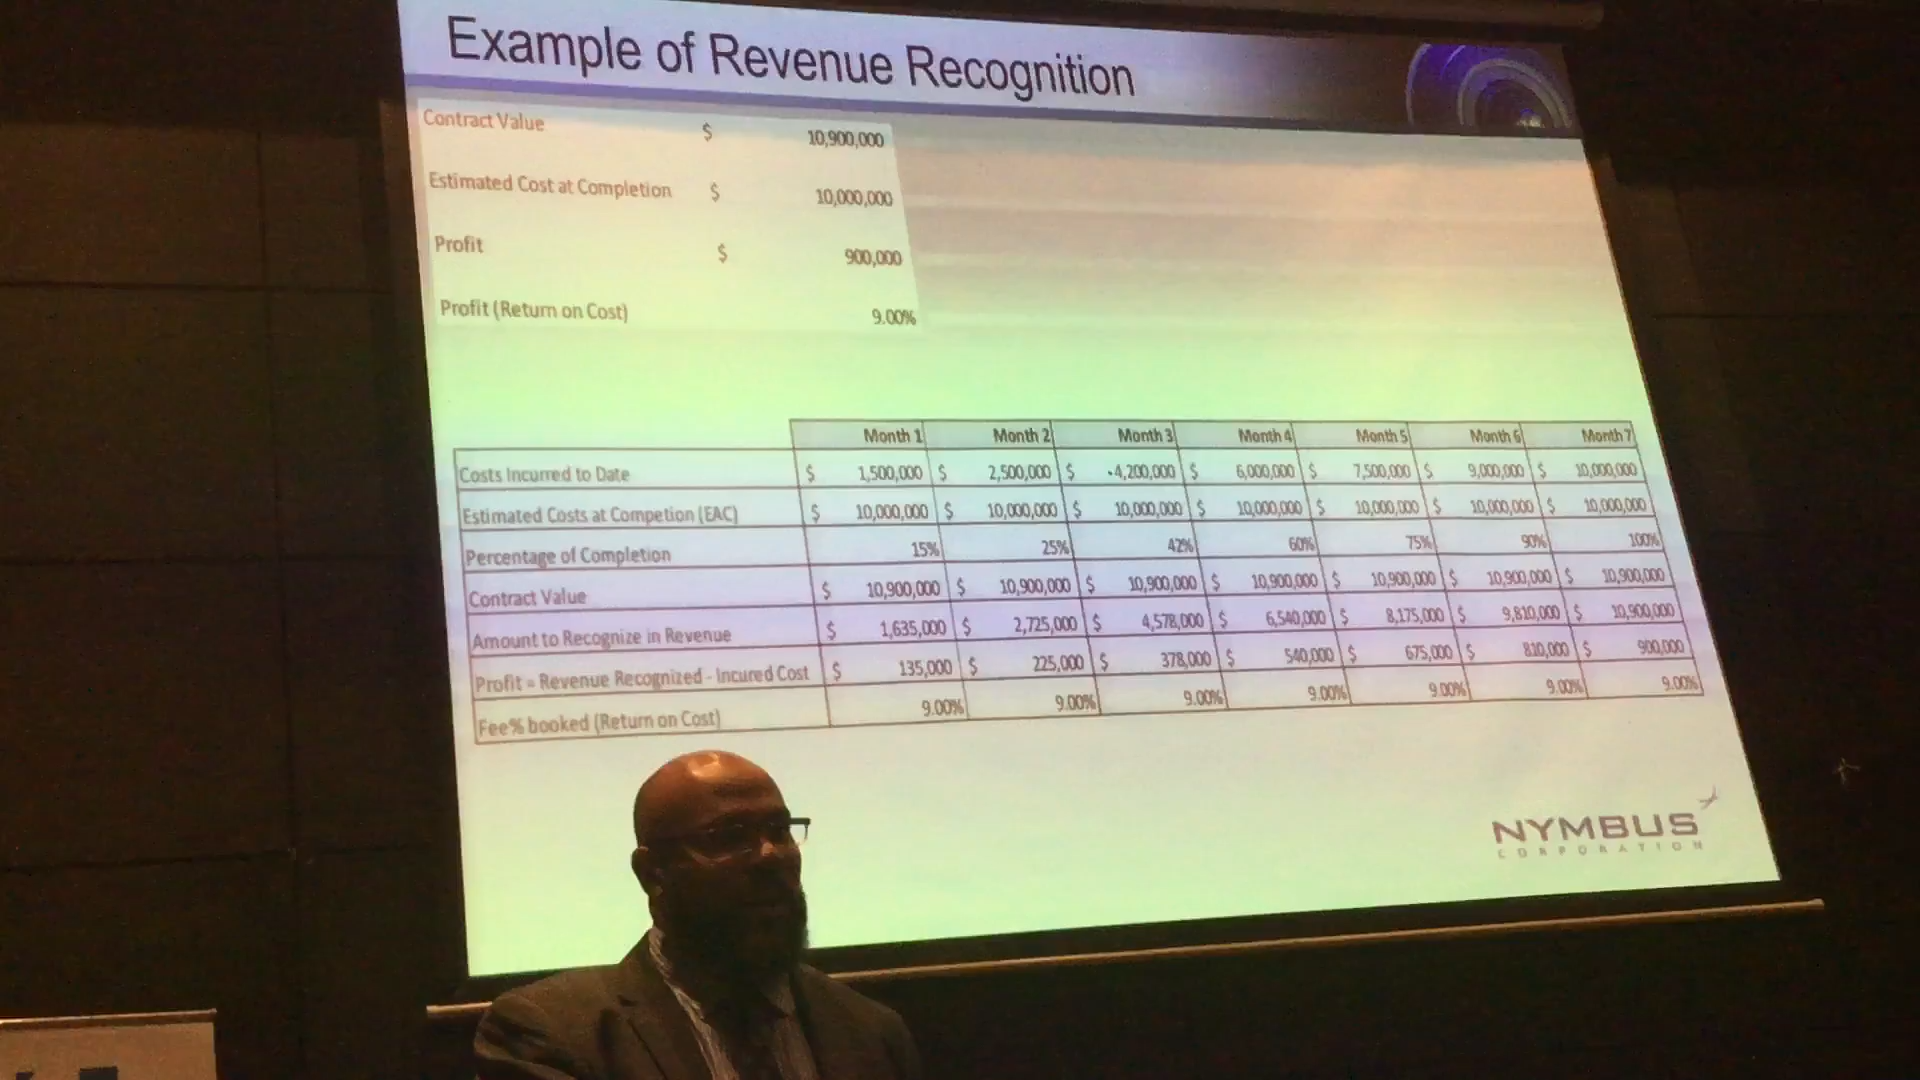 Example of Revenue Recognition
Contract Value $ 10,900,000
Estimated Cost at Completion $ 10,000,000
Profit $ 900,000
Profit (Return on Cost) 9.00%
Month 1 Month 2 Month 3 Month 4 Month 5 Month 6 Month 7
Costs Incurred to Date $ 1,500,000 $ 2,500,000 $ 4,200,000 $ 6,000,000 $ 7,500,000 $ 9,000,000 $ 10,000,000
Estimated Costs at Competion (EAC) $ 10,000,000 $ 10,000,000 $ 10,000,000 $ 10,000,000 $ 10,000,000 $ 10,000,000 $ 10,000,000
Percentage of Completion 15% 25% 42% 60% 75% 90% 100%
Contract Value $ 10,900,000 $ 10,900,000 $ 10,900,000 $ 10,900,000 $ 10,900,000 $ 10,900,000 $ 10,900,000
Amount to Recognize in Revenue $ 1,635,000 $ 2,725,000 $ 4,578,000 $ 6,540,000 $ 8,175,000 $ 9,810,000 $ 10,900,000
Profit = Revenue Recognized - Incured Cost $ 135,000 $ 225,000 $ 378,000 $ 540,000 $ 675,000 $ 810,000 $ 900,000
Fee% booked (Return on Cost) 9.00% 9.00% 9.00% 9.00% 9.00% 9.00% 9.00%
NYMBUS
CORPORATION